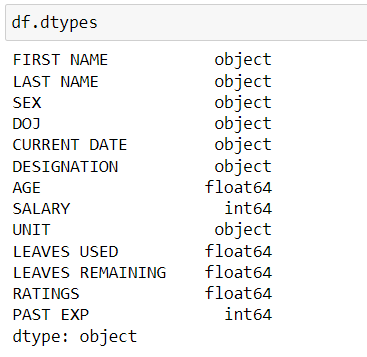 df.dtypes
FIRST NAME object
LAST NAME object
SEX object
DOJ object
CURRENT DATE object
DESIGNATION object
AGE float64
SALARY int64
UNIT object
LEAVES USED float64
LEAVES REMAINING float64
RATINGS float64
PAST EXP int64
dtype: object